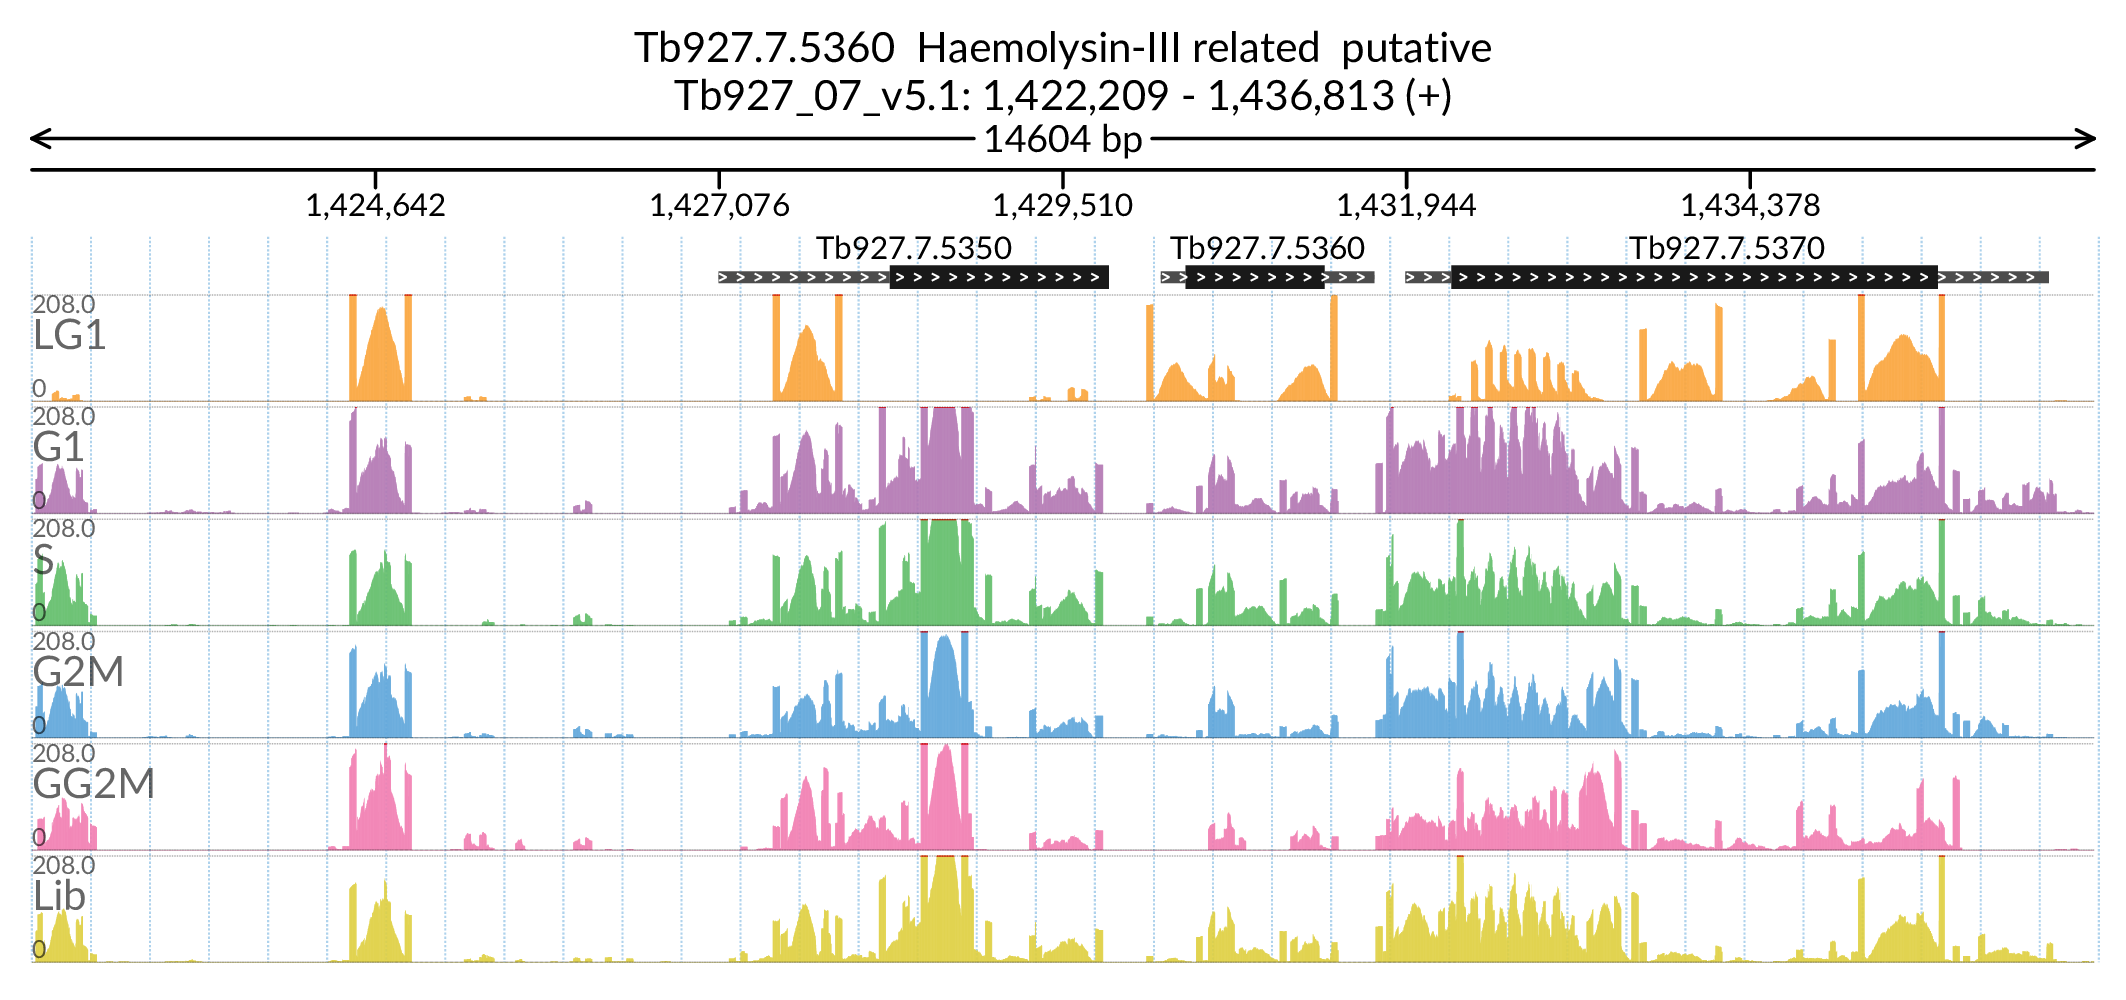 Tb927.7.5360  Haemolysin-III related  putative
Tb927_07_v5.1: 1,422,209 - 1,436,813 (+)
14604 bp
1,424,642 1,427,076 1,429,510 1,431,944 1,434,378
Tb927.7.5350 Tb927.7.5360 Tb927.7.5370
208.0
LG1
0
208.0
G1
0
208.0
S
0
208.0
G2M
0
208.0
GG2M
0
208.0
Lib
0